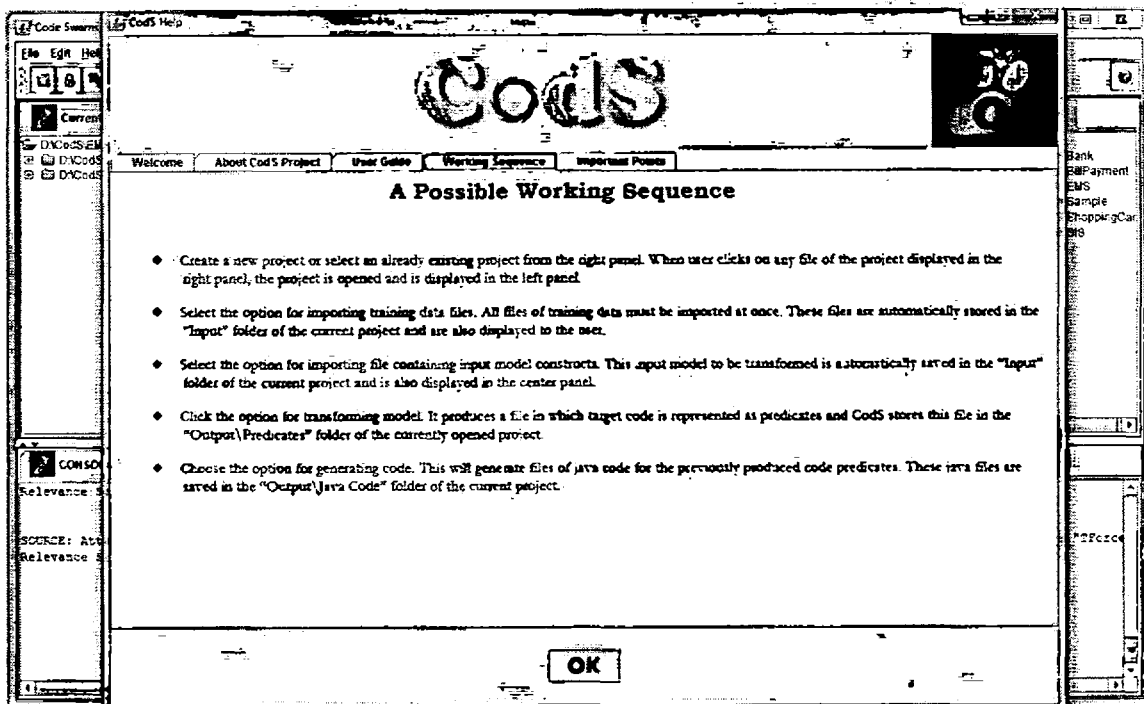 Code Swarm
CodS Help
File Edit Hel
CodS
Current
D:\CodS\EM
D:\CodS
D:\CodS
Welcome About CodS Project User Guide Working Sequence Important Points
Bank
BillPayment
EMS
Sample
ShoppingCar
A Possible Working Sequence
Create a new project or select an already existing project from the right panel. When user clicks on any file of the project displayed in the
right panel, the project is opened and is displayed in the left panel.
Select the option for importing training data files. All files of training data must be imported at once. These files are automatically stored in the
"Input" folder of the current project and are also displayed to the user.
Select the option for importing file containing input model constructs. This input model to be transformed is automatically saved in the "Input"
folder of the current project and is also displayed in the center panel.
Click the option for transforming model. It produces a file in which target code is represented as predicates and CodS stores this file in the
"Output\Predicates" folder of the currently opened project.
Choose the option for generating code. This will generate files of java code for the previously produced code predicates. These java files are
saved in the "Output\Java Code" folder of the current project.
CONSO
Relevance S
SOURCE: Att
Relevance S
"TForce
OK